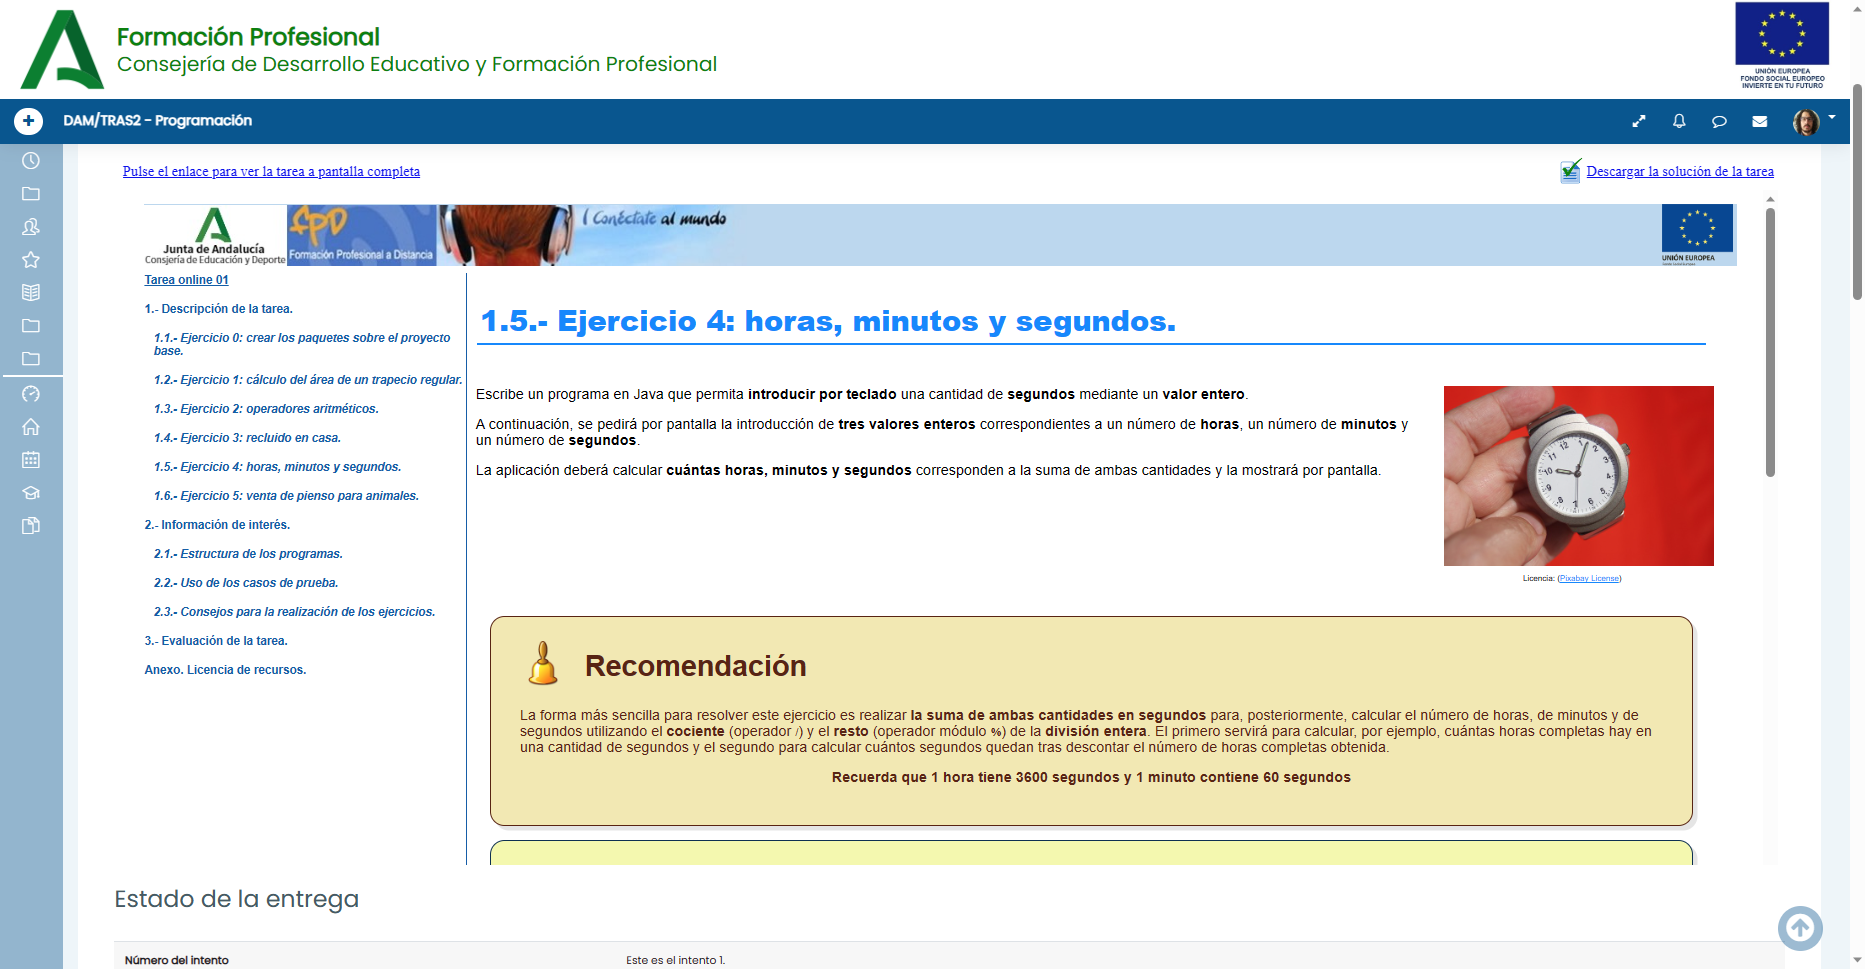 Formación Profesional
Consejería de Desarrollo Educativo y Formación Profesional
UNIÓN EUROPEA
FONDO SOCIAL EUROPEO
INVIERTE EN TU FUTURO
DAM/TRAS2 - Programación
Pulse el enlace para ver la tarea a pantalla completa
Descargar la solución de la tarea
Junta de Andalucía
Consejería de Educación y Deporte
fpD
Formación Profesional a Distancia
Conéctate al mundo
UNIÓN EUROPEA
Tarea online 01
1.- Descripción de la tarea.
1.1.- Ejercicio 0: crear los paquetes sobre el proyecto
base.
1.2.- Ejercicio 1: cálculo del área de un trapecio regular.
1.3.- Ejercicio 2: operadores aritméticos.
1.4.- Ejercicio 3: recluido en casa.
1.5.- Ejercicio 4: horas, minutos y segundos.
1.6.- Ejercicio 5: venta de pienso para animales.
2.- Información de interés.
2.1.- Estructura de los programas.
2.2.- Uso de los casos de prueba.
2.3.- Consejos para la realización de los ejercicios.
3.- Evaluación de la tarea.
Anexo. Licencia de recursos.
1.5.- Ejercicio 4: horas, minutos y segundos.
Escribe un programa en Java que permita introducir por teclado una cantidad de segundos mediante un valor entero.
A continuación, se pedirá por pantalla la introducción de tres valores enteros correspondientes a un número de horas, un número de minutos y
un número de segundos.
La aplicación deberá calcular cuántas horas, minutos y segundos corresponden a la suma de ambas cantidades y la mostrará por pantalla.
Licencia: (Pixabay License)
Recomendación
La forma más sencilla para resolver este ejercicio es realizar la suma de ambas cantidades en segundos para, posteriormente, calcular el número de horas, de minutos y de
segundos utilizando el cociente (operador /) y el resto (operador módulo %) de la división entera. El primero servirá para calcular, por ejemplo, cuántas horas completas hay en
una cantidad de segundos y el segundo para calcular cuántos segundos quedan tras descontar el número de horas completas obtenida.
Recuerda que 1 hora tiene 3600 segundos y 1 minuto contiene 60 segundos
Estado de la entrega
Número del intento
Este es el intento 1.